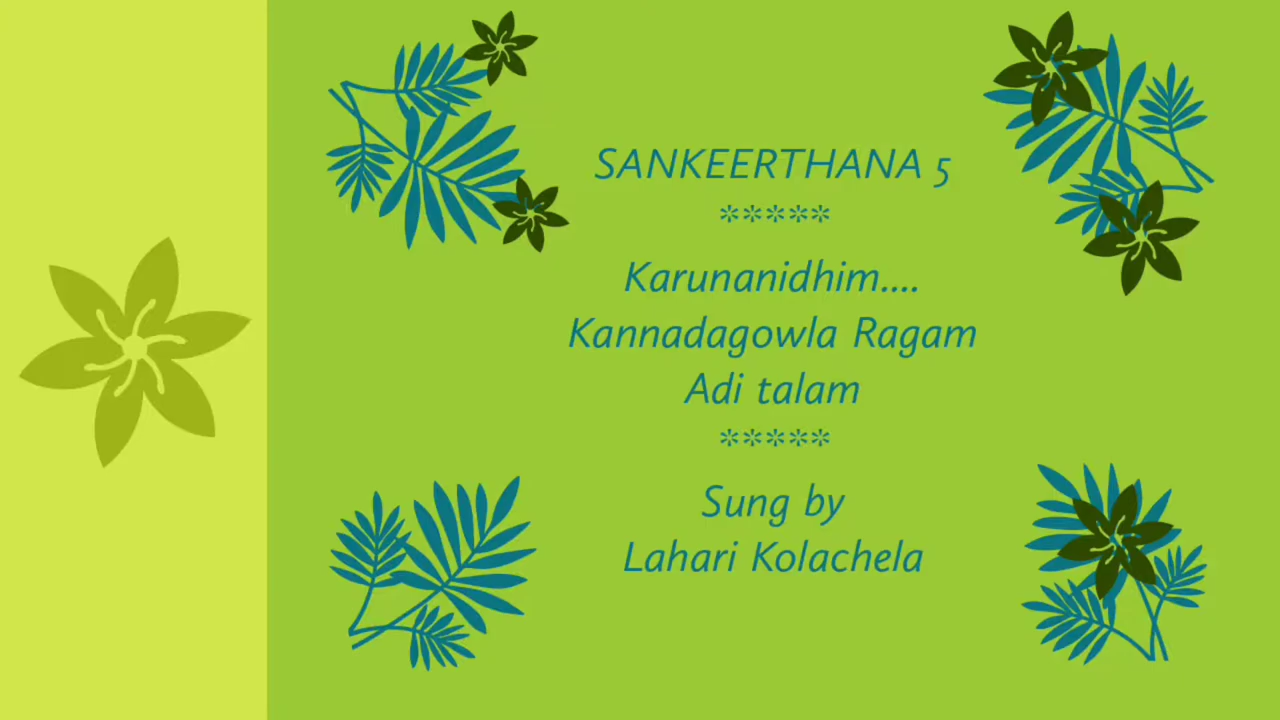 SANKEERTHANA 5
*****
Karunanidhim....
Kannadagowla Ragam
Adi talam
*****
Sung by
Lahari Kolachela